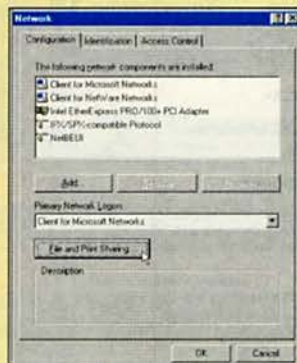 Network
Configuration Identification Access Control
The following network components are installed:
Client for Microsoft Networks
Client for NetWare Networks
Intel EtherExpress PRO/100+ PCI Adapter
IPX/SPX-compatible Protocol
NetBEUI
Add...
Primary Network Logon:
Client for Microsoft Networks
File and Print Sharing...
Description
OK
Cancel